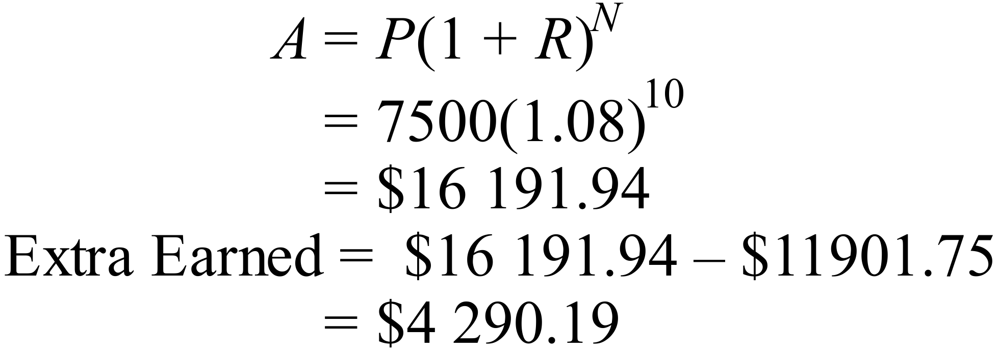 A = P(1 + R)^N
= 7500(1.08)^10
= $16 191.94
Extra Earned = $16 191.94 – $11901.75
= $4 290.19